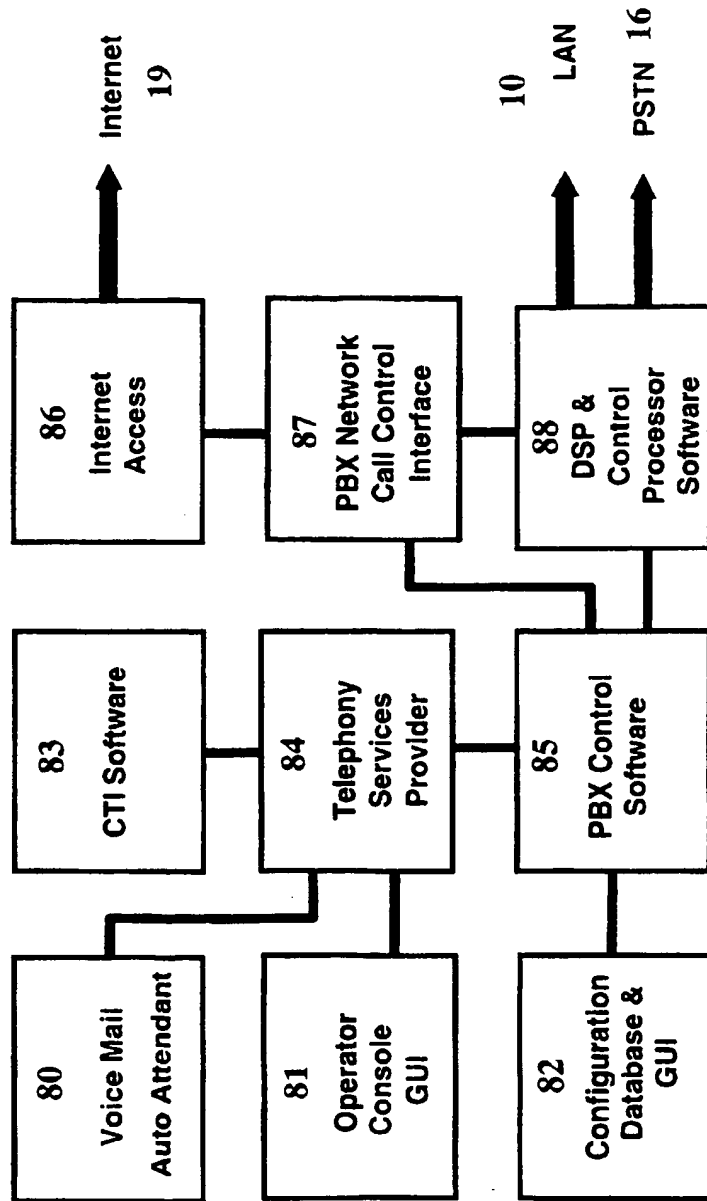 80
Voice Mail
Auto Attendant
83
CTI Software
86
Internet
Access
Internet
19
81
Operator
Console
GUI
84
Telephony
Services
Provider
87
PBX Network
Call Control
Interface
82
Configuration
Database &
GUI
85
PBX Control
Software
88
DSP &
Control
Processor
Software
10
LAN
PSTN 16